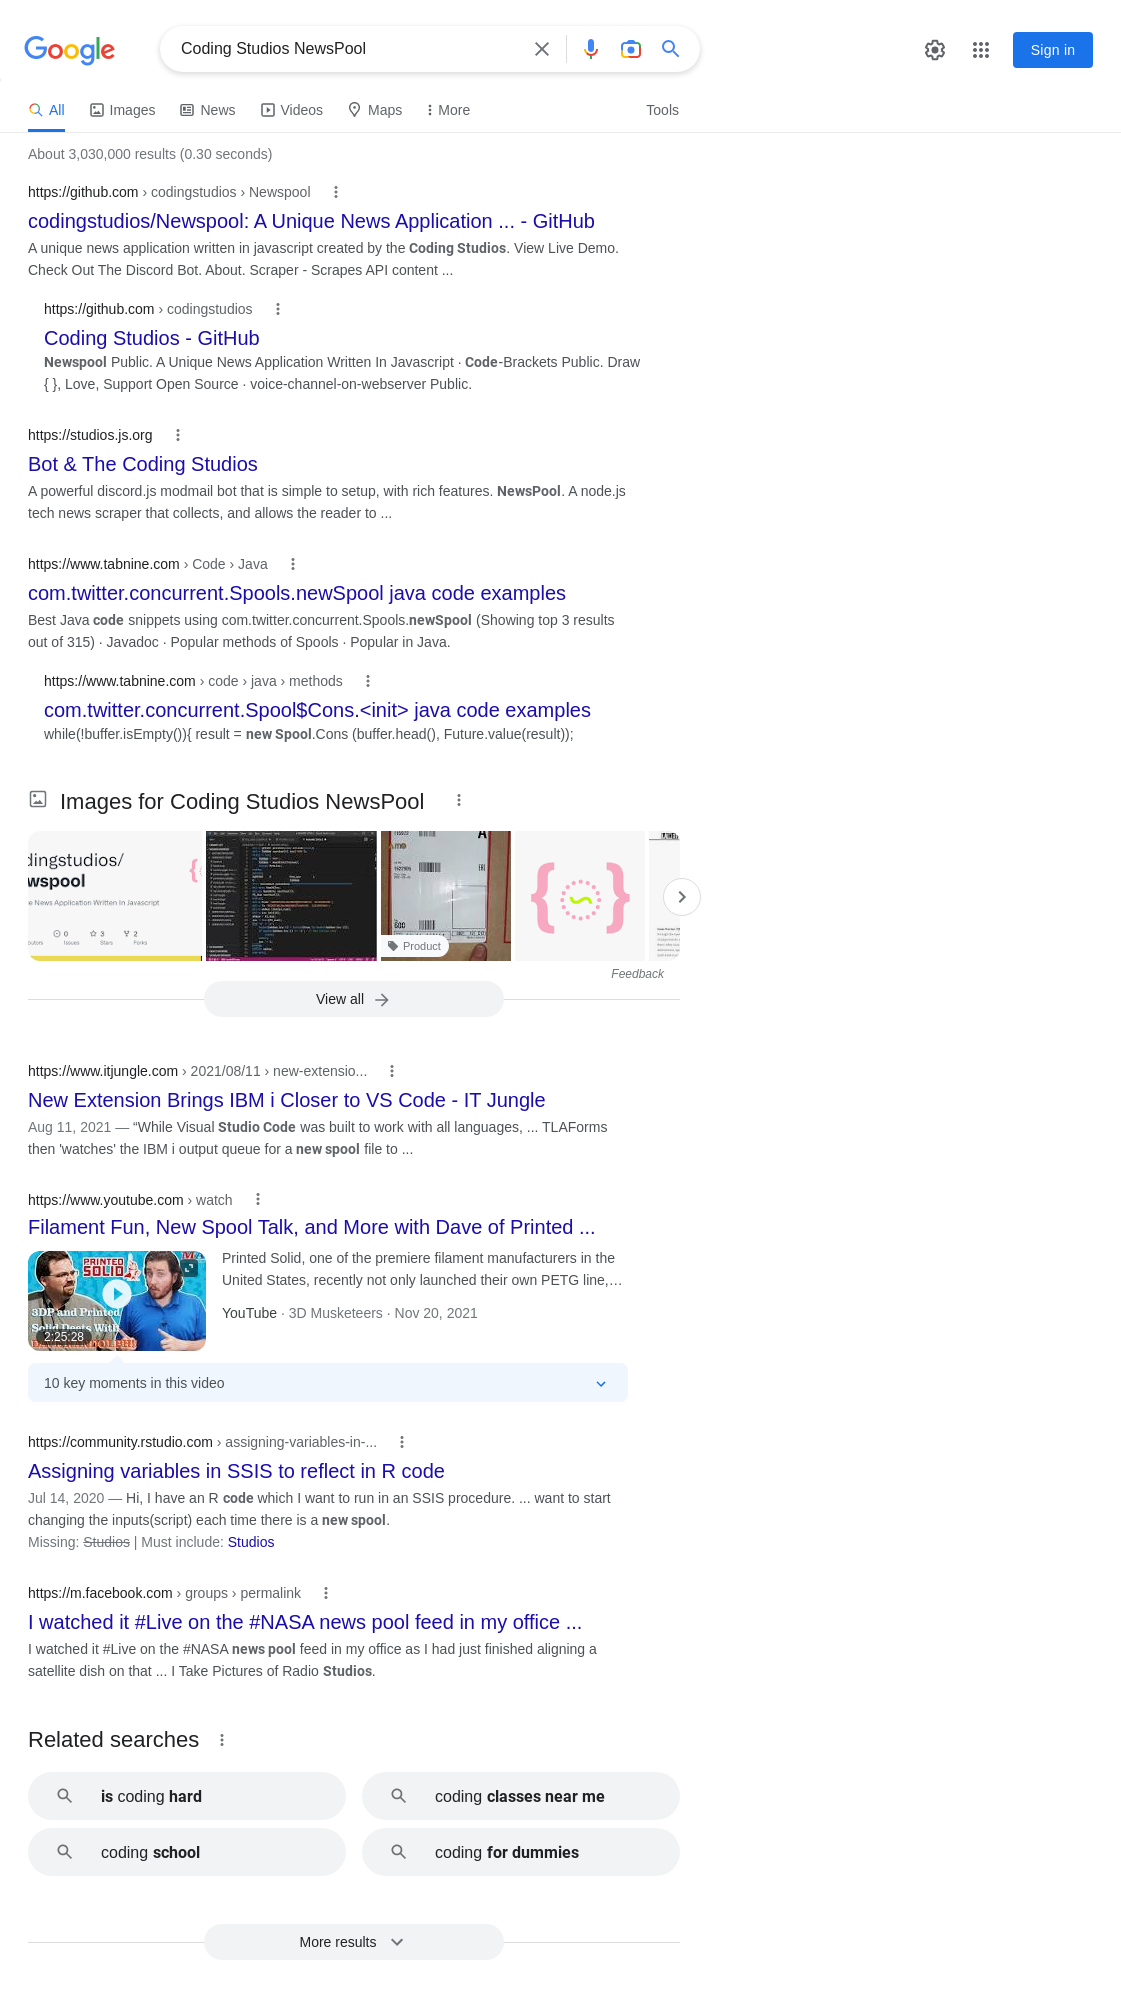 Google
Coding Studios NewsPool
Sign in
All
Images
News
Videos
Maps
More
Tools
About 3,030,000 results (0.30 seconds)
https://github.com › codingstudios › Newspool
codingstudios/Newspool: A Unique News Application ... - GitHub
A unique news application written in javascript created by the Coding Studios. View Live Demo.
Check Out The Discord Bot. About. Scraper - Scrapes API content ...
https://github.com › codingstudios
Coding Studios - GitHub
Newspool Public. A Unique News Application Written In Javascript · Code-Brackets Public. Draw
{ }, Love, Support Open Source · voice-channel-on-webserver Public.
https://studios.js.org
Bot & The Coding Studios
A powerful discord.js modmail bot that is simple to setup, with rich features. NewsPool. A node.js
tech news scraper that collects, and allows the reader to ...
https://www.tabnine.com › Code › Java
com.twitter.concurrent.Spools.newSpool java code examples
Best Java code snippets using com.twitter.concurrent.Spools.newSpool (Showing top 3 results
out of 315) · Javadoc · Popular methods of Spools · Popular in Java.
https://www.tabnine.com › code › java › methods
com.twitter.concurrent.Spool$Cons.<init> java code examples
while(!buffer.isEmpty()){ result = new Spool.Cons (buffer.head(), Future.value(result));
Images for Coding Studios NewsPool
dingstudios/
wspool
e News Application Written In Javascript
0
3
2
Issues
Stars
Forks
Product
Feedback
View all
https://www.itjungle.com › 2021/08/11 › new-extensio...
New Extension Brings IBM i Closer to VS Code - IT Jungle
Aug 11, 2021 — “While Visual Studio Code was built to work with all languages, ... TLAForms
then 'watches' the IBM i output queue for a new spool file to ...
https://www.youtube.com › watch
Filament Fun, New Spool Talk, and More with Dave of Printed ...
PRINTED
SOLID
3DP and Printed
Solid Deets With
2:25:28
Printed Solid, one of the premiere filament manufacturers in the
United States, recently not only launched their own PETG line,…
YouTube · 3D Musketeers · Nov 20, 2021
10 key moments in this video
https://community.rstudio.com › assigning-variables-in-...
Assigning variables in SSIS to reflect in R code
Jul 14, 2020 — Hi, I have an R code which I want to run in an SSIS procedure. ... want to start
changing the inputs(script) each time there is a new spool.
Missing: Studios | Must include: Studios
https://m.facebook.com › groups › permalink
I watched it #Live on the #NASA news pool feed in my office ...
I watched it #Live on the #NASA news pool feed in my office as I had just finished aligning a
satellite dish on that ... I Take Pictures of Radio Studios.
Related searches
is coding hard
coding classes near me
coding school
coding for dummies
More results